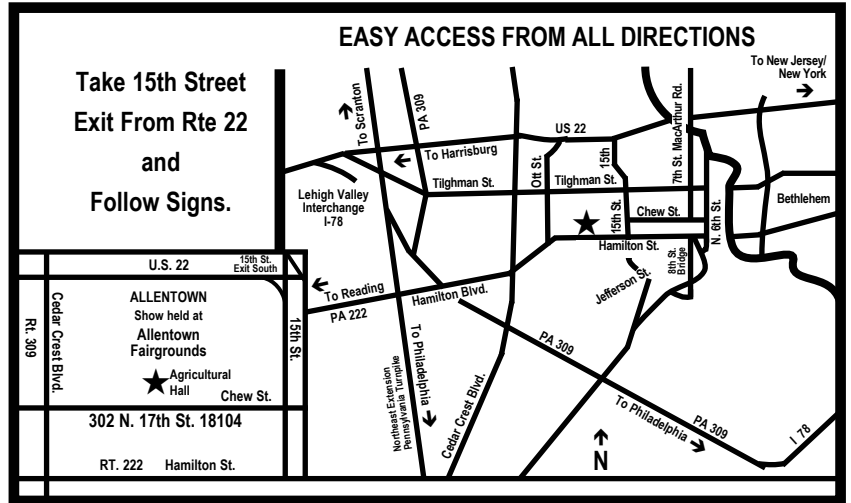 EASY ACCESS FROM ALL DIRECTIONS
Take 15th Street
Exit From Rte 22
and
Follow Signs.
To New Jersey/
New York
To Scranton
PA 309
US 22
15th
7th St. MacArthur Rd.
To Harrisburg
Ott St.
Tilghman St.
Tilghman St.
Lehigh Valley
Interchange
I-78
15th St.
Chew St.
N. 6th St.
Bethlehem
Hamilton St.
8th St.
Bridge
Jefferson St.
To Reading
PA 222
Hamilton Blvd.
To Philadelphia
Northeast Extension
Pennsylvania Turnpike
Cedar Crest Blvd.
PA 309
To Philadelphia
PA 309
I 78
N
U.S. 22
15th St.
Exit South
Rt. 309
Cedar Crest Blvd.
ALLENTOWN
Show held at
Allentown
Fairgrounds
Agricultural
Hall
Chew St.
15th St.
302 N. 17th St. 18104
RT. 222 Hamilton St.